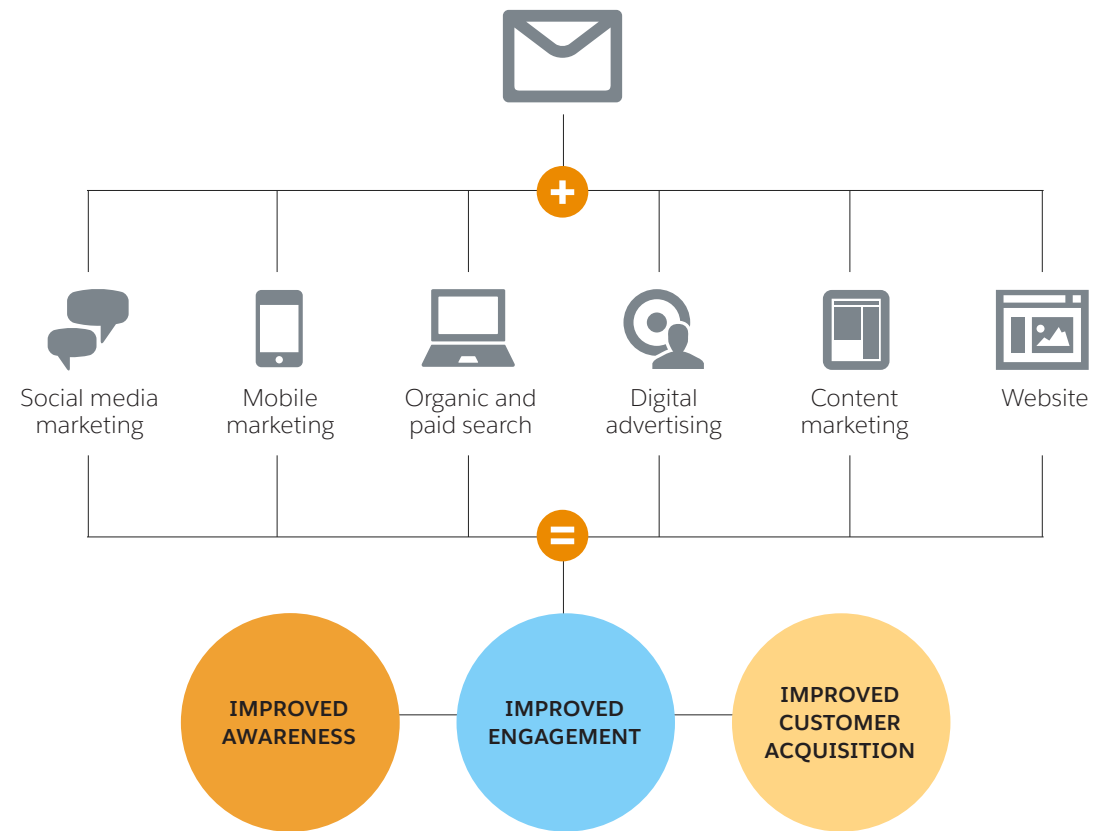 +
Social media
marketing
Mobile
marketing
Organic and
paid search
Digital
advertising
Content
marketing
Website
=
IMPROVED
AWARENESS
IMPROVED
ENGAGEMENT
IMPROVED
CUSTOMER
ACQUISITION